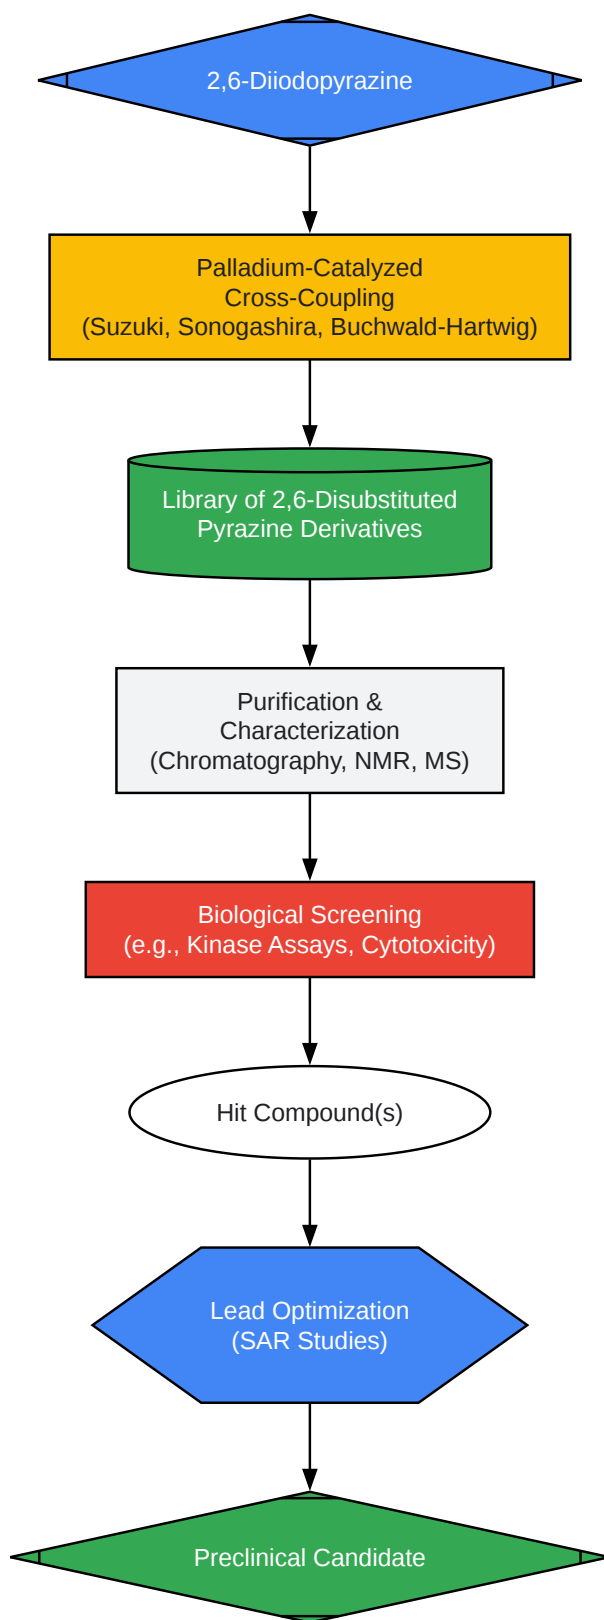 2,6-Diiodopyrazine
Palladium-Catalyzed
Cross-Coupling
(Suzuki, Sonogashira, Buchwald-Hartwig)
Library of 2,6-Disubstituted
Pyrazine Derivatives
Purification &
Characterization
(Chromatography, NMR, MS)
Biological Screening
(e.g., Kinase Assays, Cytotoxicity)
Hit Compound(s)
Lead Optimization
(SAR Studies)
Preclinical Candidate